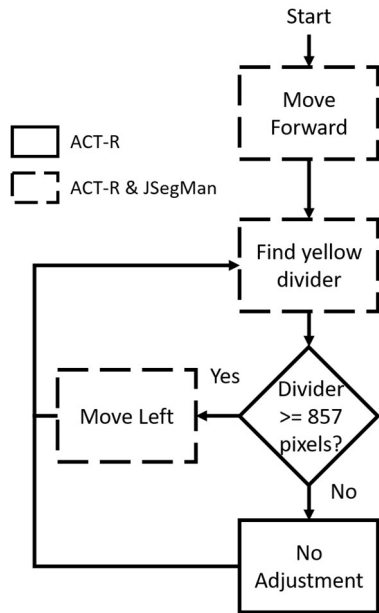 Start
Move
Forward
ACT-R
ACT-R & JSegMan
Find yellow
divider
Yes
Move Left
Divider
>= 857
pixels?
No
No
Adjustment